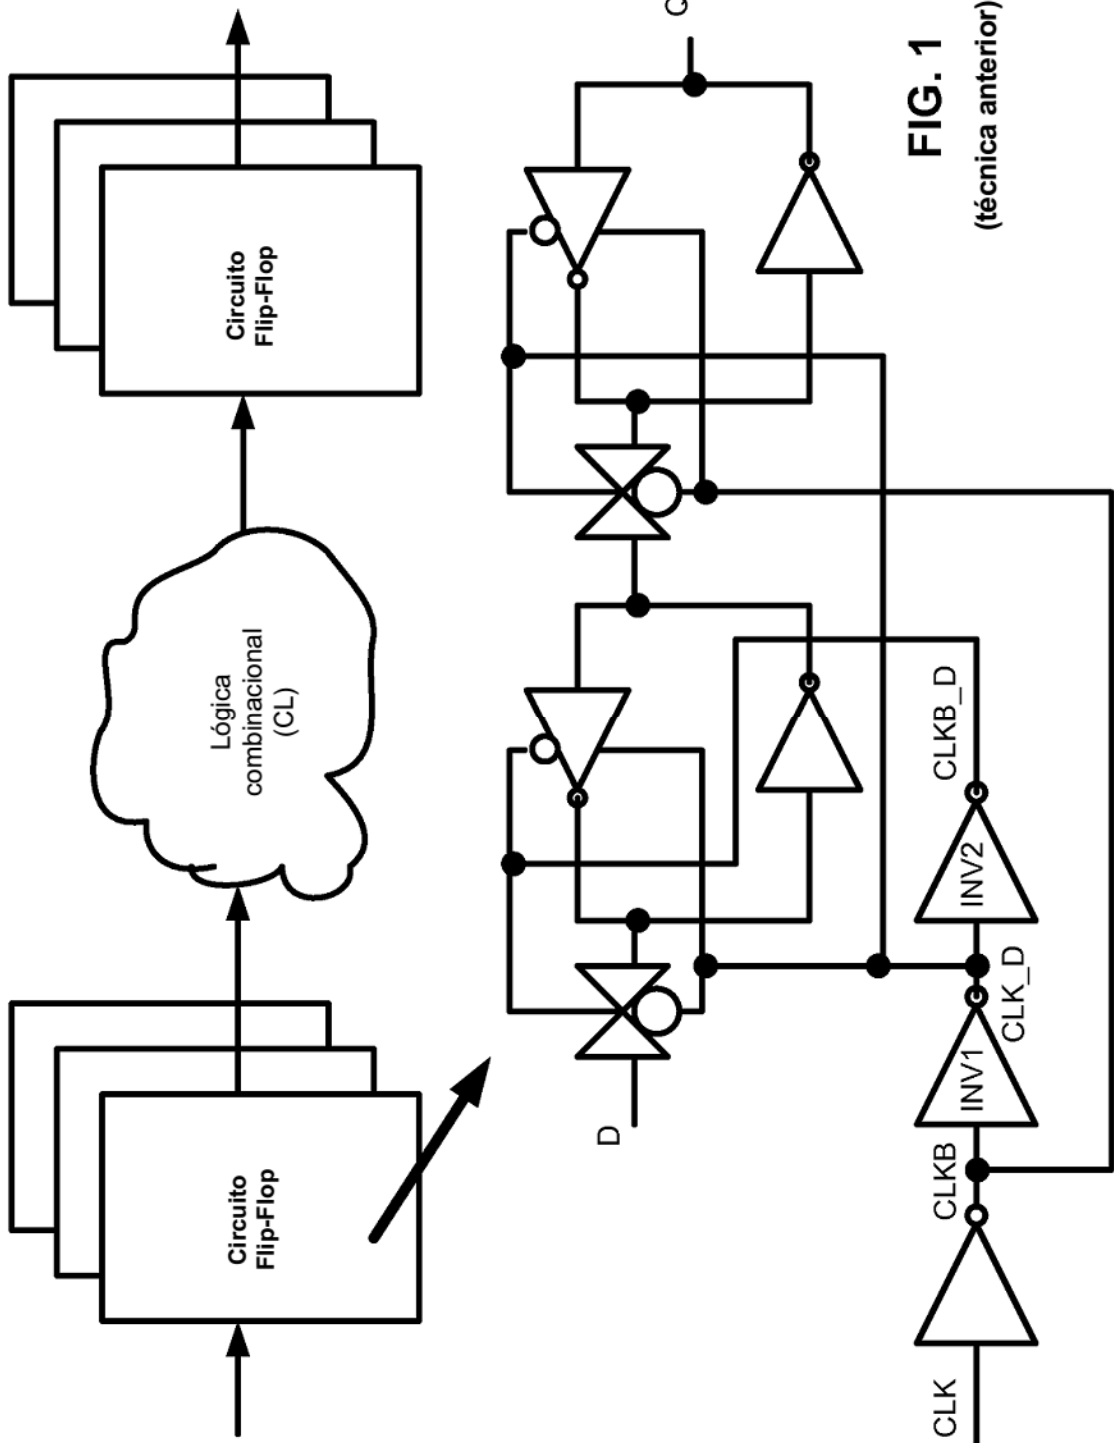 Circuito
Flip-Flop
Lógica
combinacional
(CL)
Circuito
Flip-Flop
D
Q
CLK
CLKB
INV1
CLK_D
INV2
CLKB_D
FIG. 1
(técnica anterior)